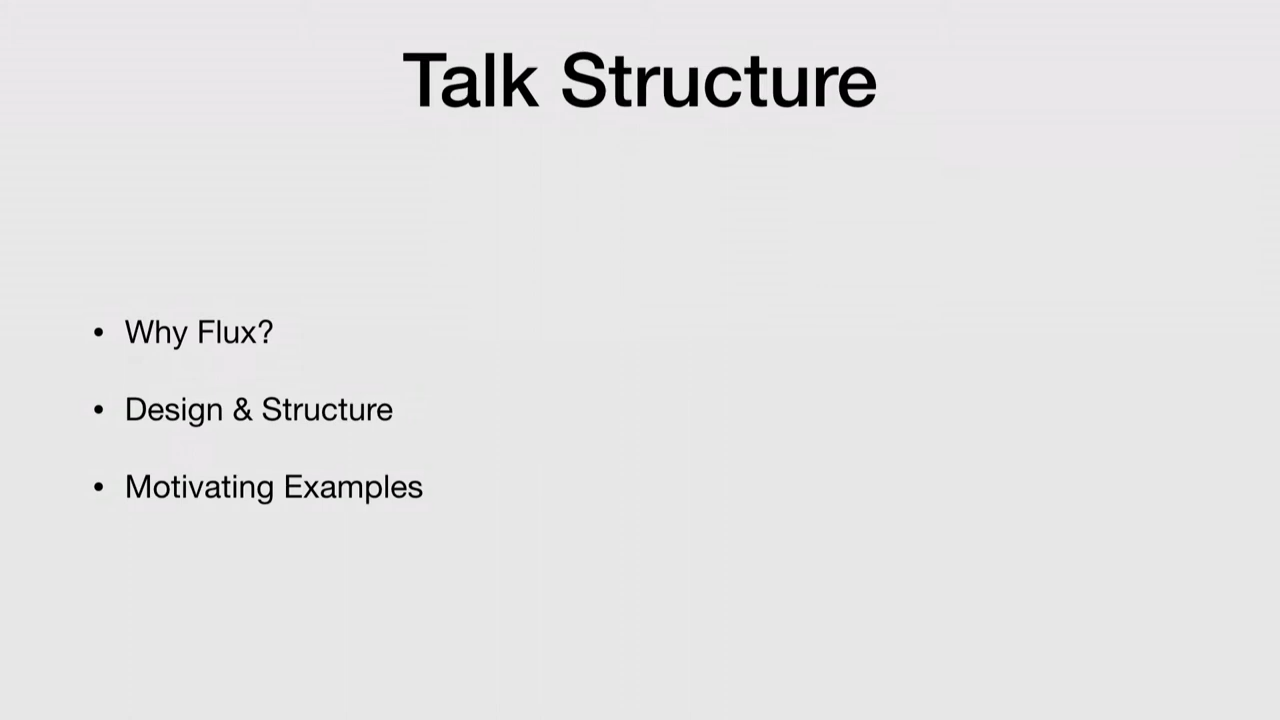 Talk Structure
• Why Flux?
• Design & Structure
• Motivating Examples